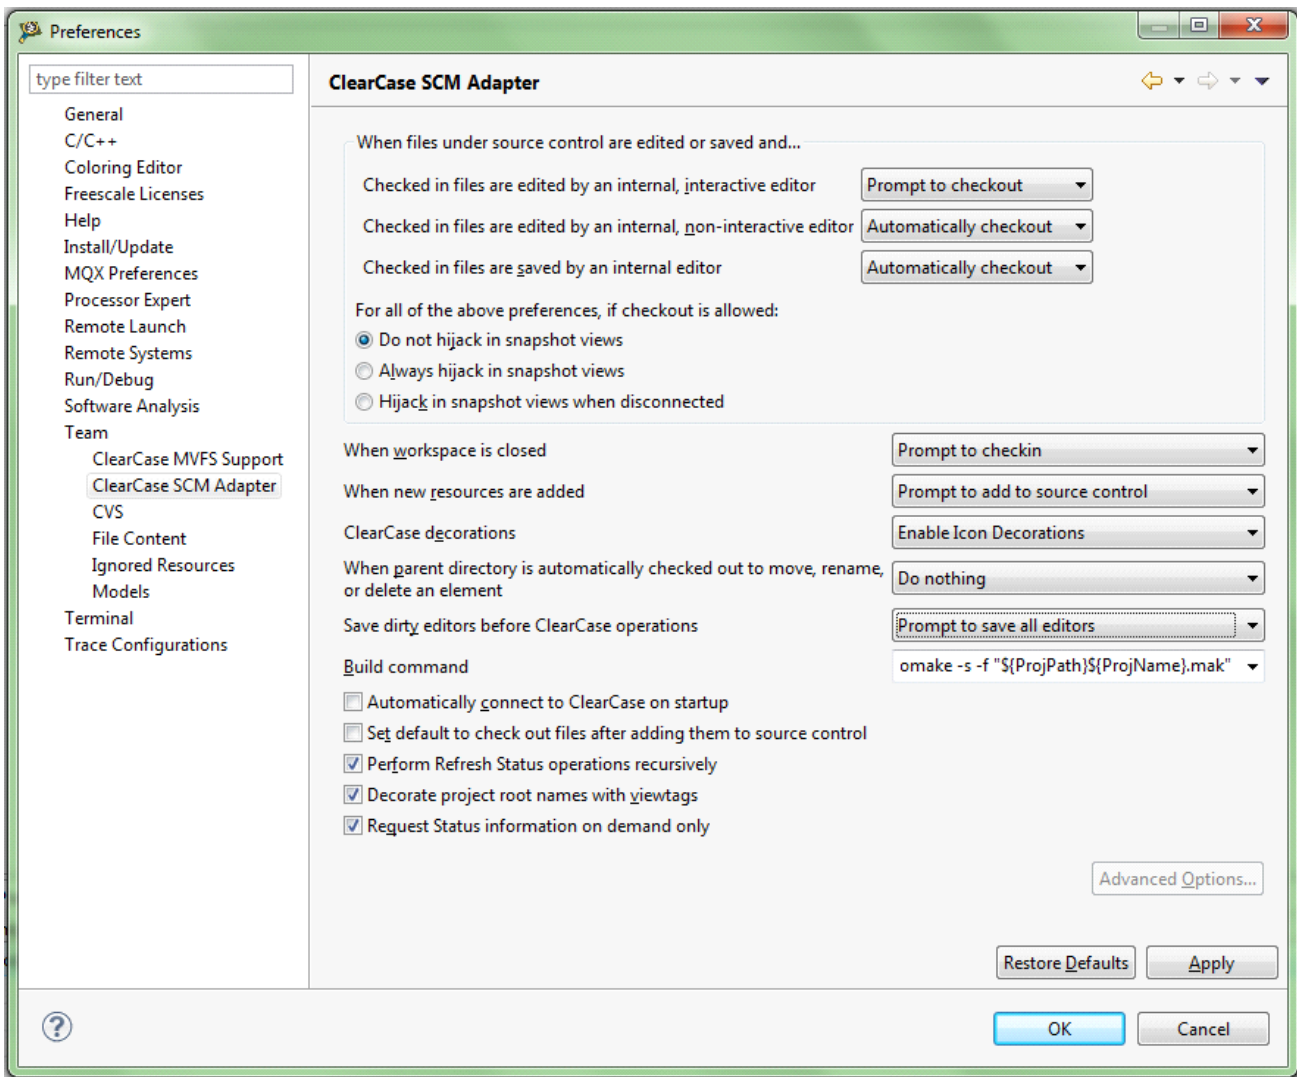 Preferences
type filter text
General
C/C++
Coloring Editor
Freescale Licenses
Help
Install/Update
MQX Preferences
Processor Expert
Remote Launch
Remote Systems
Run/Debug
Software Analysis
Team
ClearCase MVFS Support
ClearCase SCM Adapter
CVS
File Content
Ignored Resources
Models
Terminal
Trace Configurations
ClearCase SCM Adapter
When files under source control are edited or saved and...
Checked in files are edited by an internal, interactive editor Prompt to checkout
Checked in files are edited by an internal, non-interactive editor Automatically checkout
Checked in files are saved by an internal editor Automatically checkout
For all of the above preferences, if checkout is allowed:
Do not hijack in snapshot views
Always hijack in snapshot views
Hijack in snapshot views when disconnected
When workspace is closed Prompt to checkin
When new resources are added Prompt to add to source control
ClearCase decorations Enable Icon Decorations
When parent directory is automatically checked out to move, rename,
or delete an element Do nothing
Save dirty editors before ClearCase operations Prompt to save all editors
Build command omake -s -f "${ProjPath}${ProjName}.mak"
Automatically connect to ClearCase on startup
Set default to check out files after adding them to source control
Perform Refresh Status operations recursively
Decorate project root names with viewtags
Request Status information on demand only
Advanced Options...
Restore Defaults Apply
OK Cancel